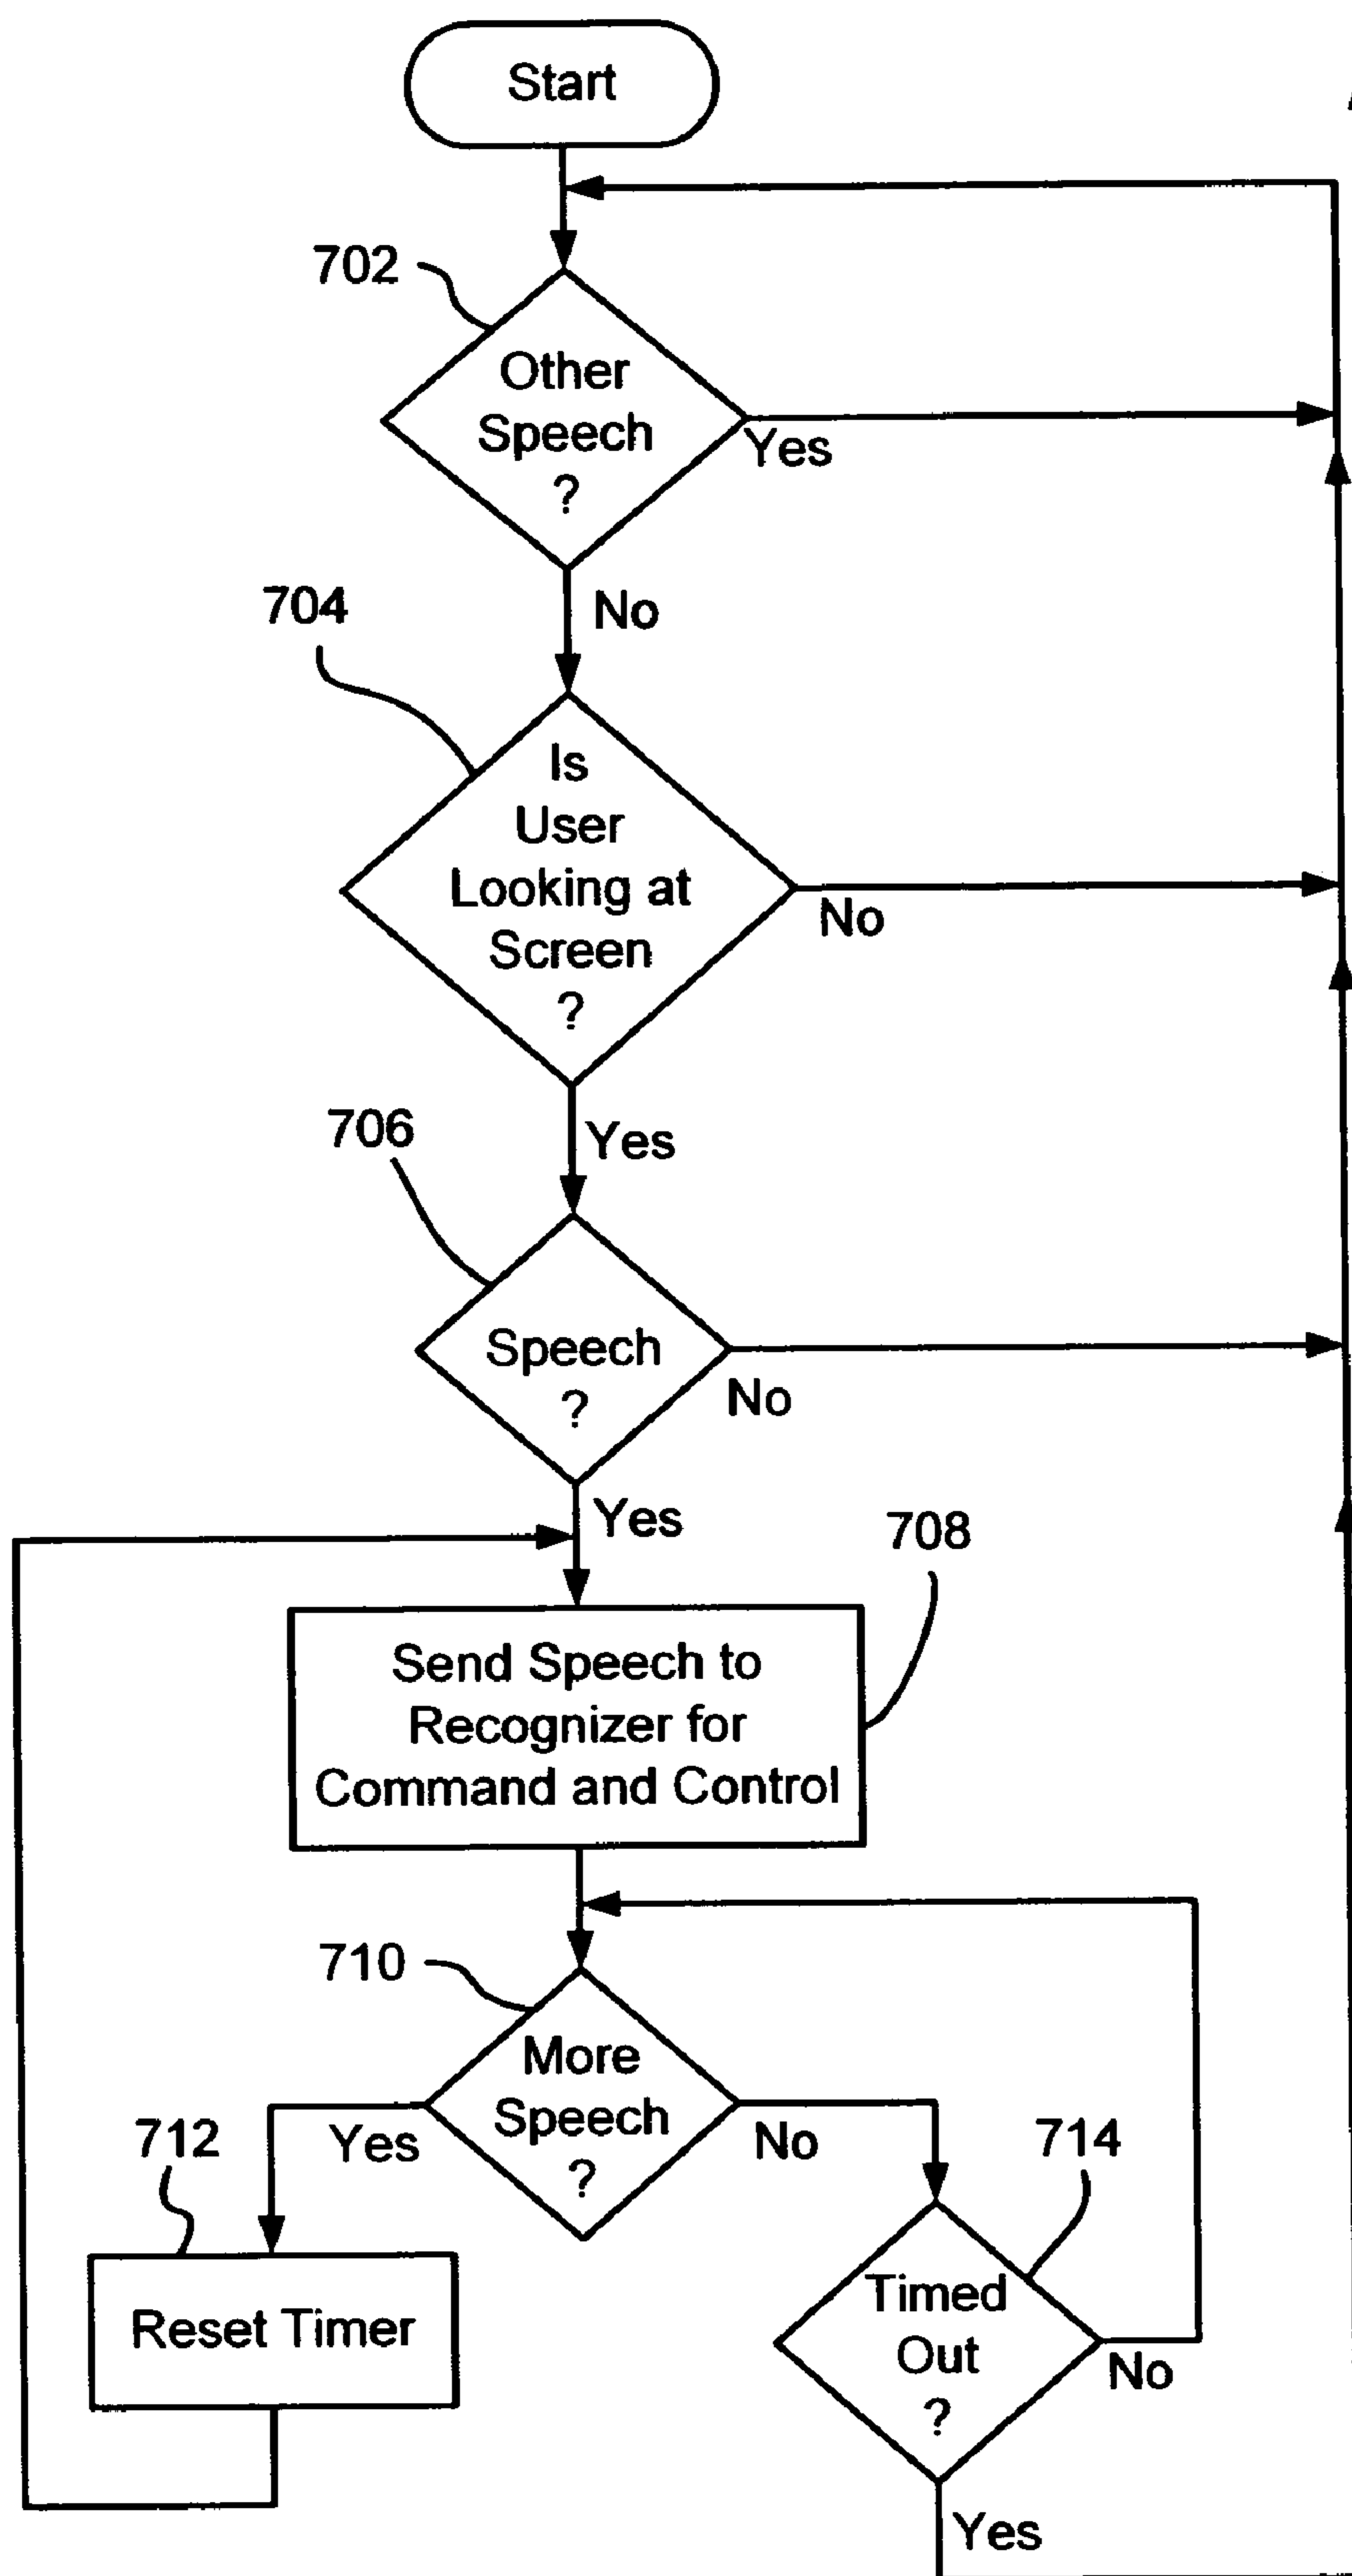 Start
702
Other
Speech
?
Yes
No
704
Is
User
Looking at
Screen
?
No
Yes
706
Speech
?
No
Yes
708
Send Speech to
Recognizer for
Command and Control
710
More
Speech
?
Yes
No
712
714
Reset Timer
Timed
Out
?
No
Yes